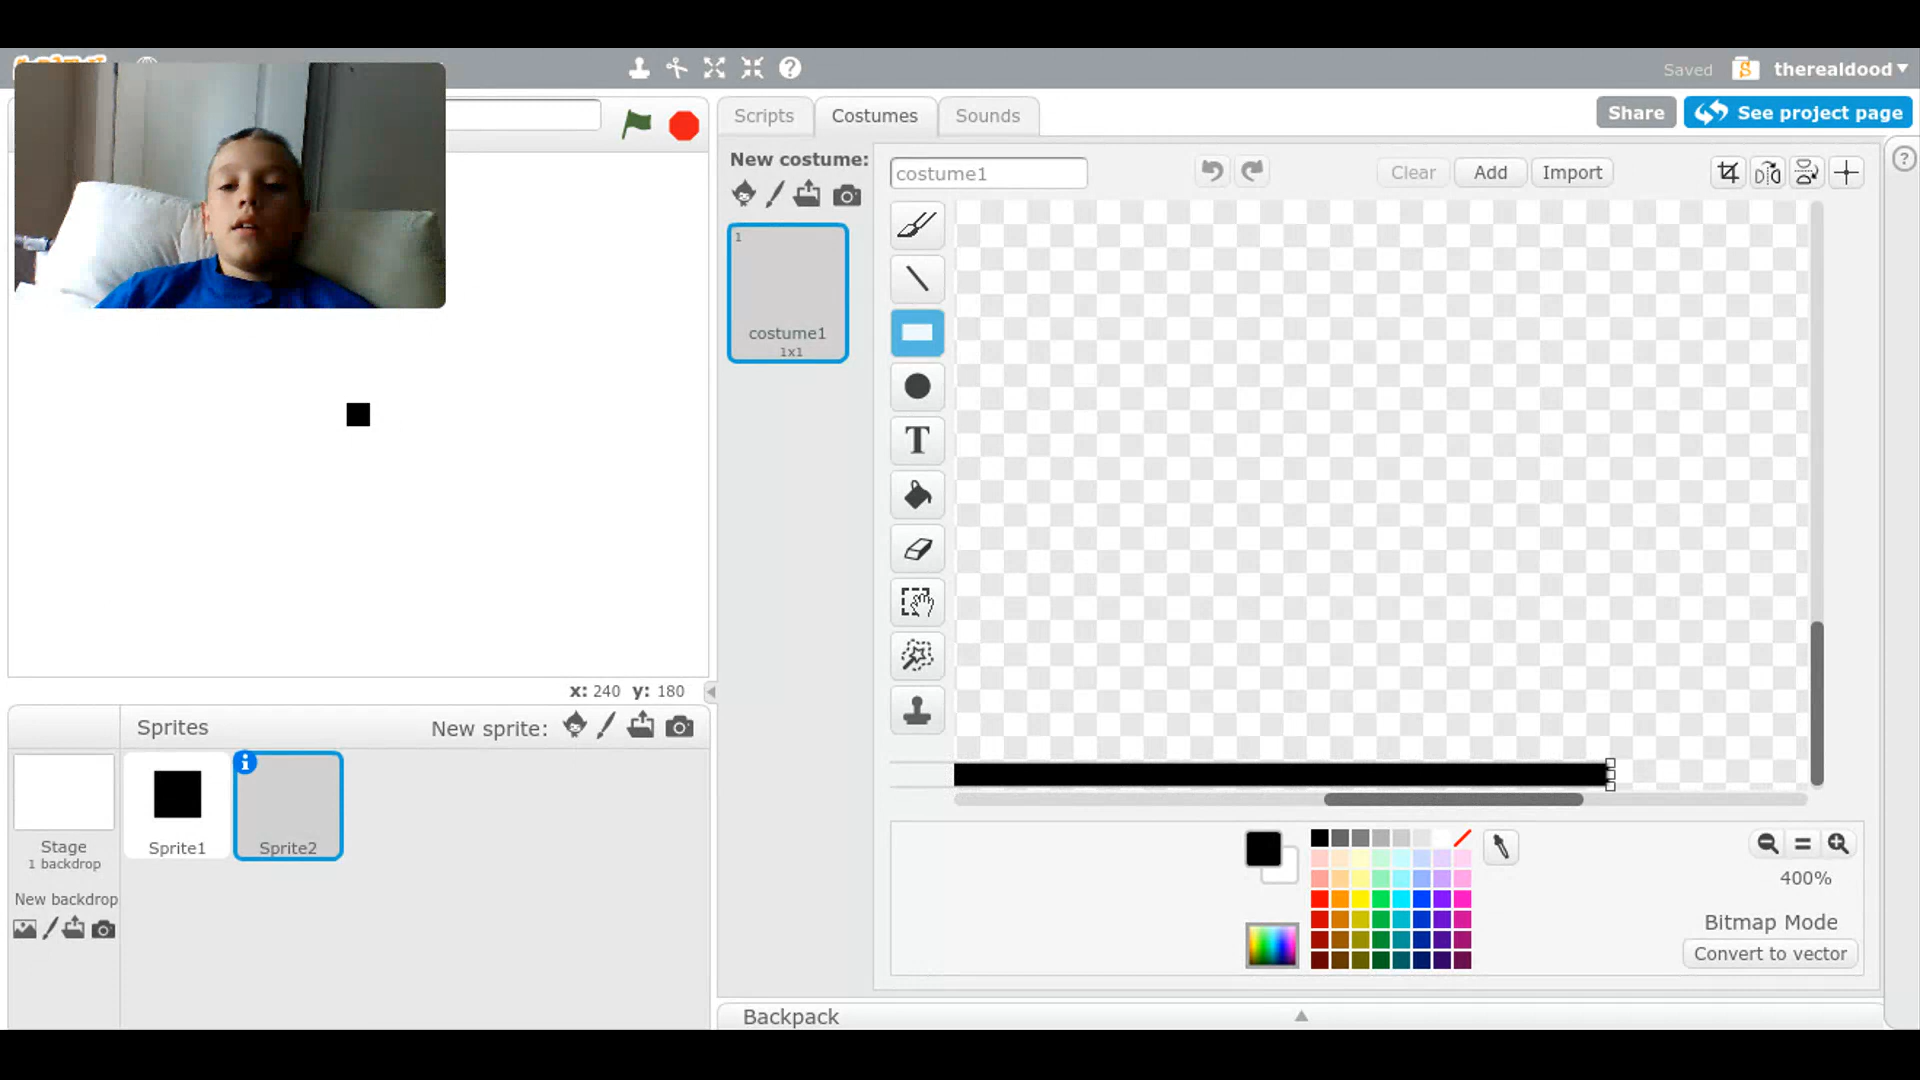 Saved
therealdood
Scripts
Costumes
Sounds
Share
See project page
New costume:
costume1
Clear
Add
Import
1
costume1
1x1
T
x: 240 y: 180
Sprites
New sprite:
Stage
1 backdrop
Sprite1
Sprite2
New backdrop
400%
Bitmap Mode
Convert to vector
Backpack